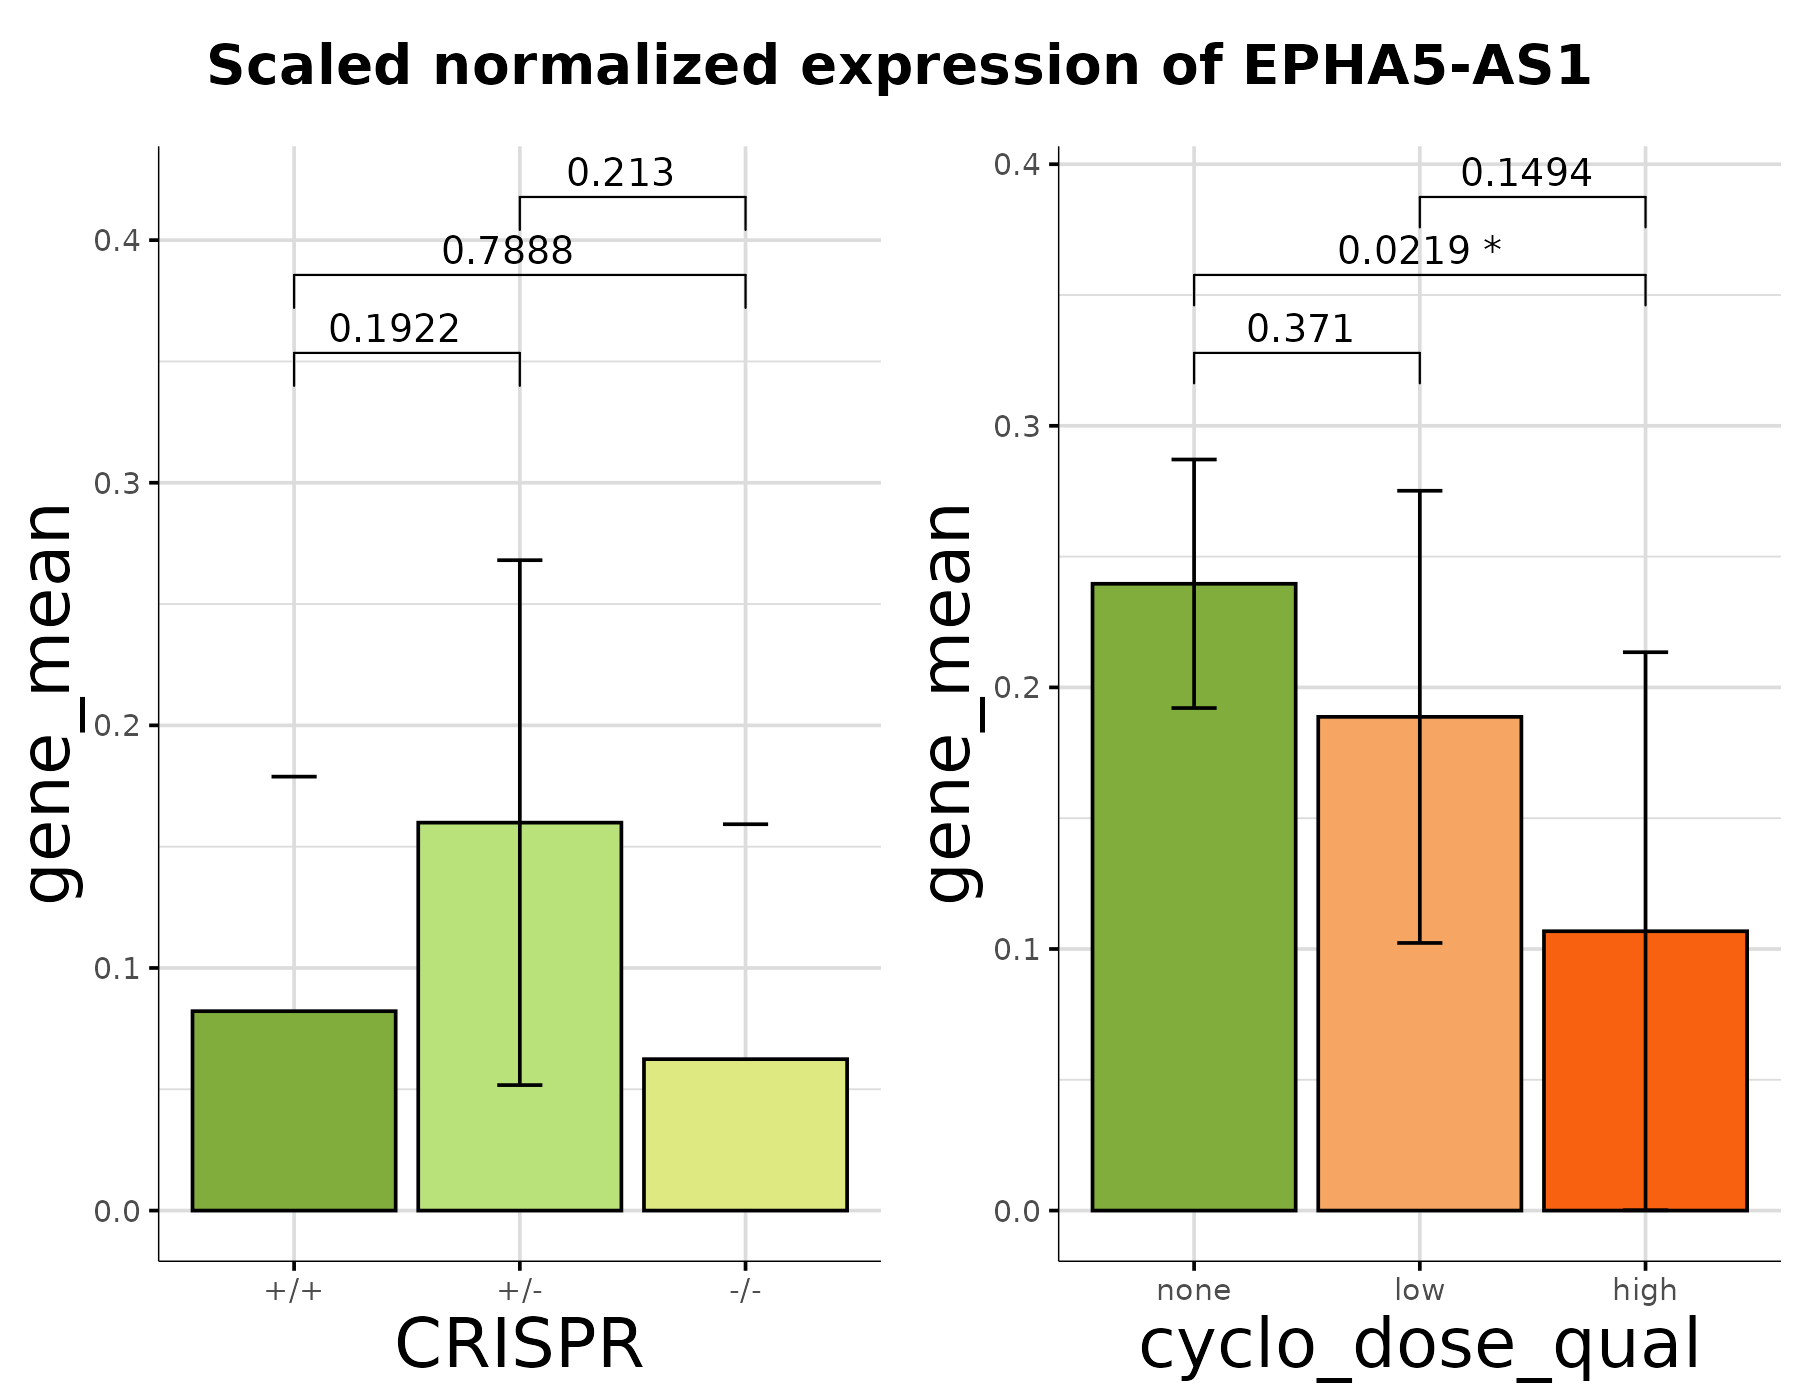 Scaled normalized expression of EPHA5-AS1
gene_mean
0.4
0.3
0.2
0.1
0.0
0.213
0.7888
0.1922
+/+
+/-
-/-
CRISPR
gene_mean
0.4
0.3
0.2
0.1
0.0
0.1494
0.0219 *
0.371
none
low
high
cyclo_dose_qual